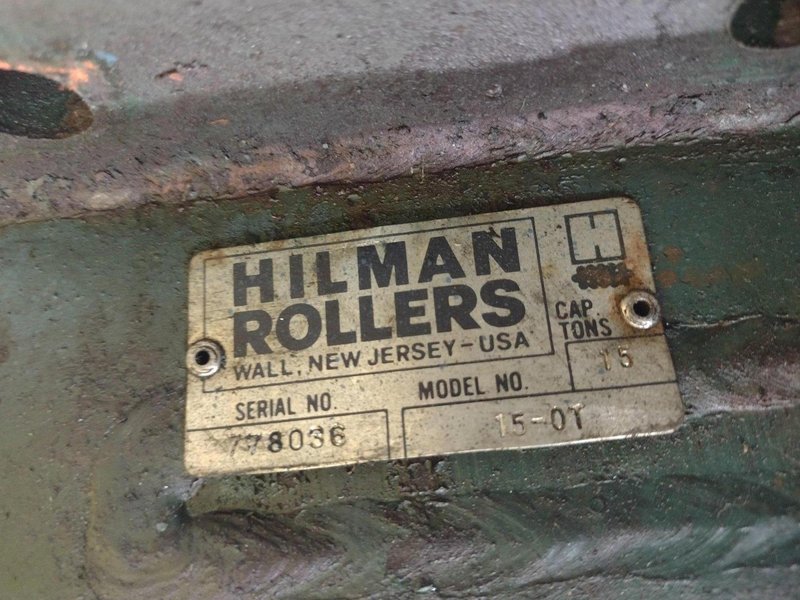 HILMAN
ROLLERS
WALL, NEW JERSEY-USA
H
CAP.
TONS
15
SERIAL NO.
778036
MODEL NO.
15-OT